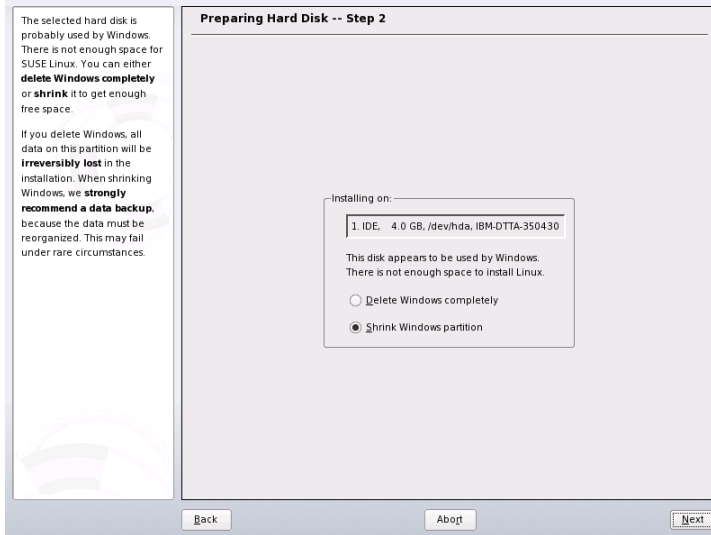 The selected hard disk is
probably used by Windows.
There is not enough space for
SUSE Linux. You can either
delete Windows completely
or shrink it to get enough
free space.
If you delete Windows, all
data on this partition will be
irreversibly lost in the
installation. When shrinking
Windows, we strongly
recommend a data backup,
because the data must be
reorganized. This may fail
under rare circumstances.
Preparing Hard Disk -- Step 2
Installing on:
1. IDE, 4.0 GB, /dev/hda, IBM-DTTA-350430
This disk appears to be used by Windows.
There is not enough space to install Linux.
Delete Windows completely
Shrink Windows partition
Back
Abort
Next